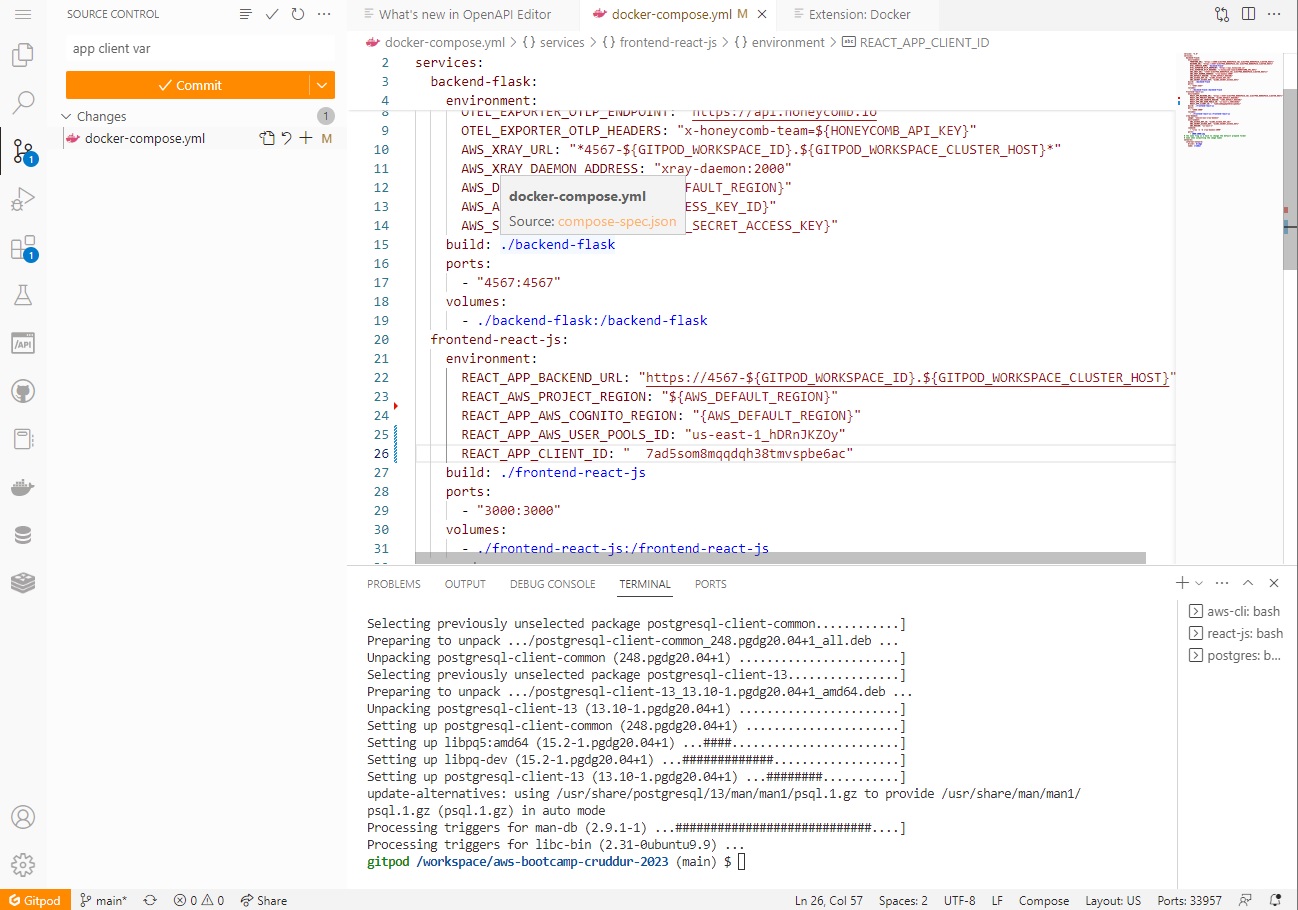 SOURCE CONTROL
app client var
Commit
Changes
1
docker-compose.yml
M
1
1
/API
What's new in OpenAPI Editor
docker-compose.yml M
Extension: Docker
docker-compose.yml > {} services > {} frontend-react-js > {} environment > abc REACT_APP_CLIENT_ID
2 services:
3 backend-flask:
4 environment:
8 OTEL_EXPORTER_OTLP_ENDPOINT: "https://api.honeycomb.io"
9 OTEL_EXPORTER_OTLP_HEADERS: "x-honeycomb-team=${HONEYCOMB_API_KEY}"
10 AWS_XRAY_URL: "*4567-${GITPOD_WORKSPACE_ID}.${GITPOD_WORKSPACE_CLUSTER_HOST}*"
11 AWS_XRAY_DAEMON_ADDRESS: "xray-daemon:2000"
12 AWS_D FAULT_REGION}"
13 AWS_A ESS_KEY_ID}"
14 AWS_S _SECRET_ACCESS_KEY}"
docker-compose.yml
Source: compose-spec.json
15 build: ./backend-flask
16 ports:
17 - "4567:4567"
18 volumes:
19 - ./backend-flask:/backend-flask
20 frontend-react-js:
21 environment:
22 REACT_APP_BACKEND_URL: "https://4567-${GITPOD_WORKSPACE_ID}.${GITPOD_WORKSPACE_CLUSTER_HOST}"
23 REACT_AWS_PROJECT_REGION: "${AWS_DEFAULT_REGION}"
24 REACT_APP_AWS_COGNITO_REGION: "{AWS_DEFAULT_REGION}"
25 REACT_APP_AWS_USER_POOLS_ID: "us-east-1_hDRnJKZOy"
26 REACT_APP_CLIENT_ID: "  7ad5som8mqqdqh38tmvspbe6ac"
27 build: ./frontend-react-js
28 ports:
29 - "3000:3000"
30 volumes:
31 - ./frontend-react-js:/frontend-react-js
PROBLEMS
OUTPUT
DEBUG CONSOLE
TERMINAL
PORTS
Selecting previously unselected package postgresql-client-common............]
Preparing to unpack .../postgresql-client-common_248.pgdg20.04+1_all.deb ...
Unpacking postgresql-client-common (248.pgdg20.04+1) ......................]
Selecting previously unselected package postgresql-client-13................]
Preparing to unpack .../postgresql-client-13_13.10-1.pgdg20.04+1_amd64.deb ...
Unpacking postgresql-client-13 (13.10-1.pgdg20.04+1) ......................]
Setting up postgresql-client-common (248.pgdg20.04+1) .....................]
Setting up libpq5:amd64 (15.2-1.pgdg20.04+1) ...####.......................]
Setting up libpq-dev (15.2-1.pgdg20.04+1) ...#############.................]
Setting up postgresql-client-13 (13.10-1.pgdg20.04+1) ...########..........]
update-alternatives: using /usr/share/postgresql/13/man/man1/psql.1.gz to provide /usr/share/man/man1/
psql.1.gz (psql.1.gz) in auto mode
Processing triggers for man-db (2.9.1-1) ...###########################....]
Processing triggers for libc-bin (2.31-0ubuntu9.9) ...
gitpod /workspace/aws-bootcamp-cruddur-2023 (main) $
aws-cli: bash
react-js: bash
postgres: b...
Gitpod
main*
0
0
Share
Ln 26, Col 57
Spaces: 2
UTF-8
LF
Compose
Layout: US
Ports: 33957